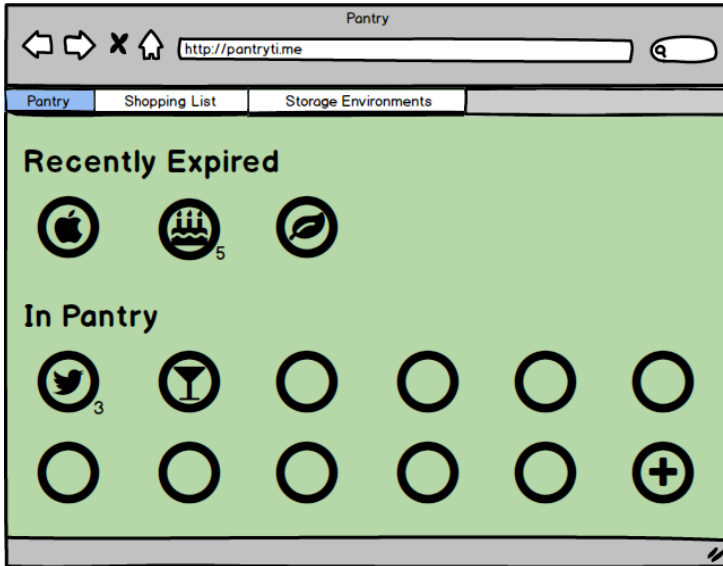 Pantry
http://pantryti.me
Pantry Shopping List Storage Environments
Recently Expired
5
In Pantry
3